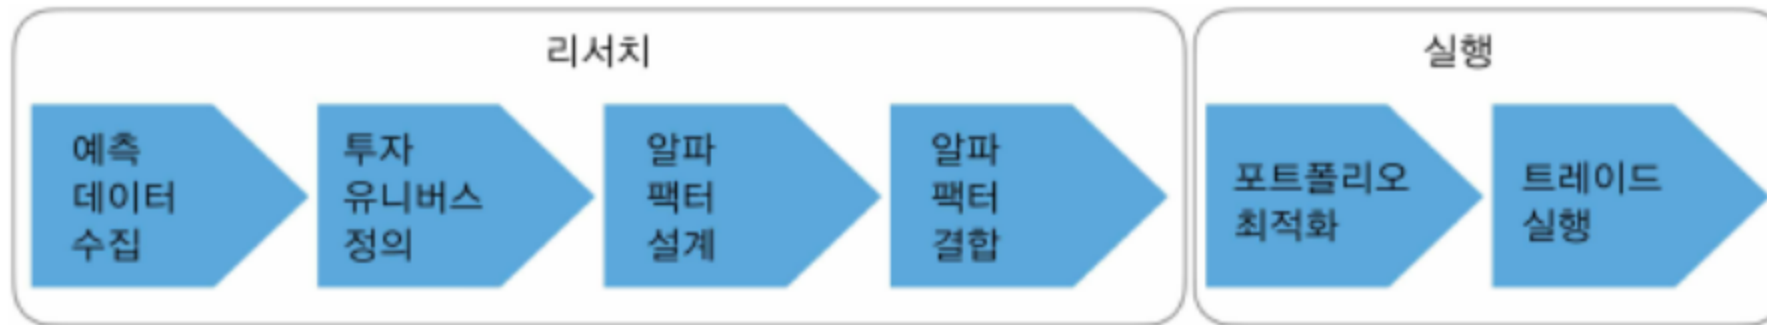 리서치
예측
데이터
수집
투자
유니버스
정의
알파
팩터
설계
알파
팩터
결합
실행
포트폴리오
최적화
트레이드
실행